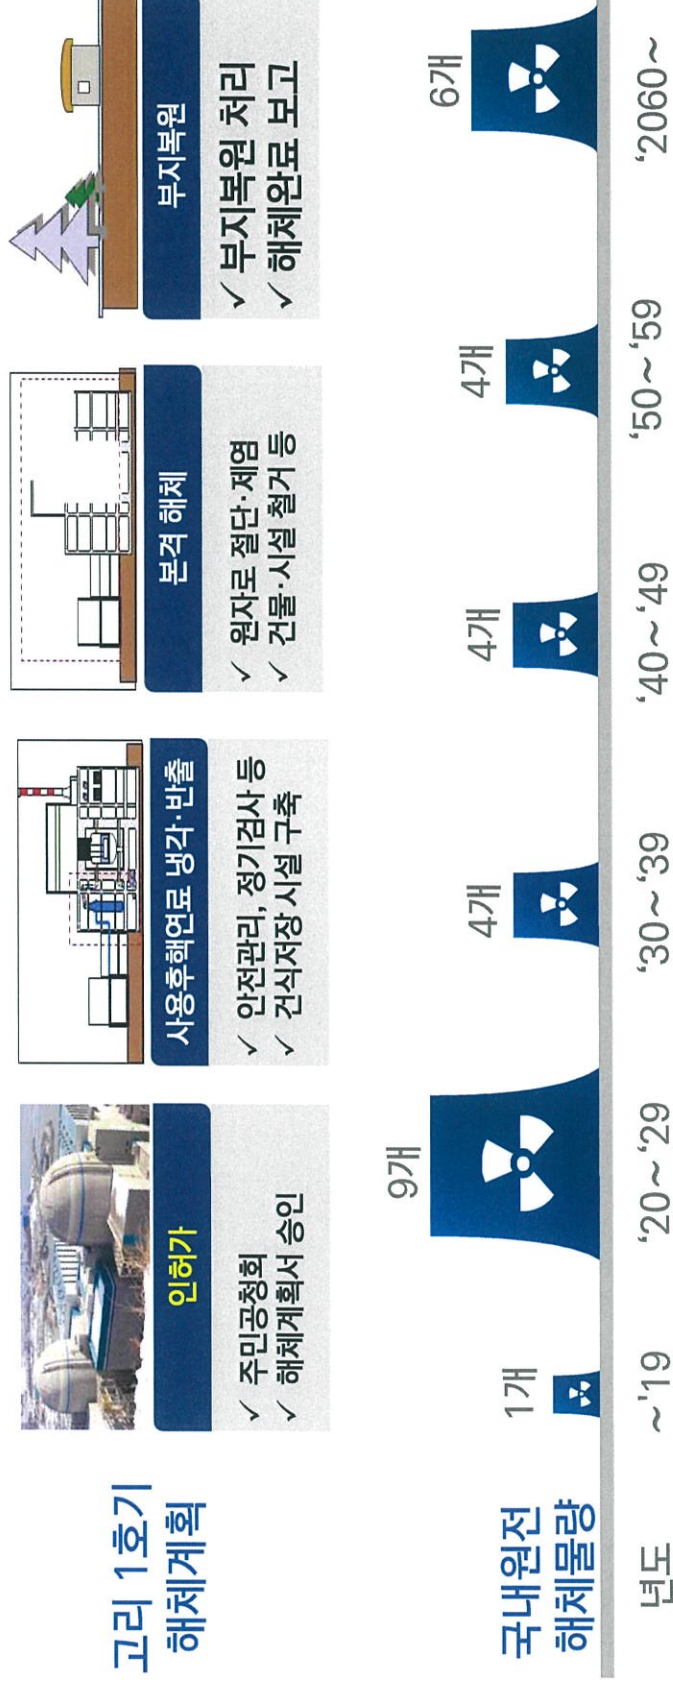 고리 1호기
해체계획
인허가
✓ 주민공청회
✓ 해체계획서 승인
사용후핵연료 냉각·반출
✓ 안전관리, 정기검사 등
✓ 건식저장 시설 구축
본격 해체
✓ 원자로 절단·제염
✓ 건물·시설 철거 등
부지복원
✓ 부지복원 처리
✓ 해체완료 보고
국내원전
해체물량
1개
9개
4개
4개
4개
6개
년도
~'19
'20~'29
'30~'39
'40~'49
'50~'59
'2060~